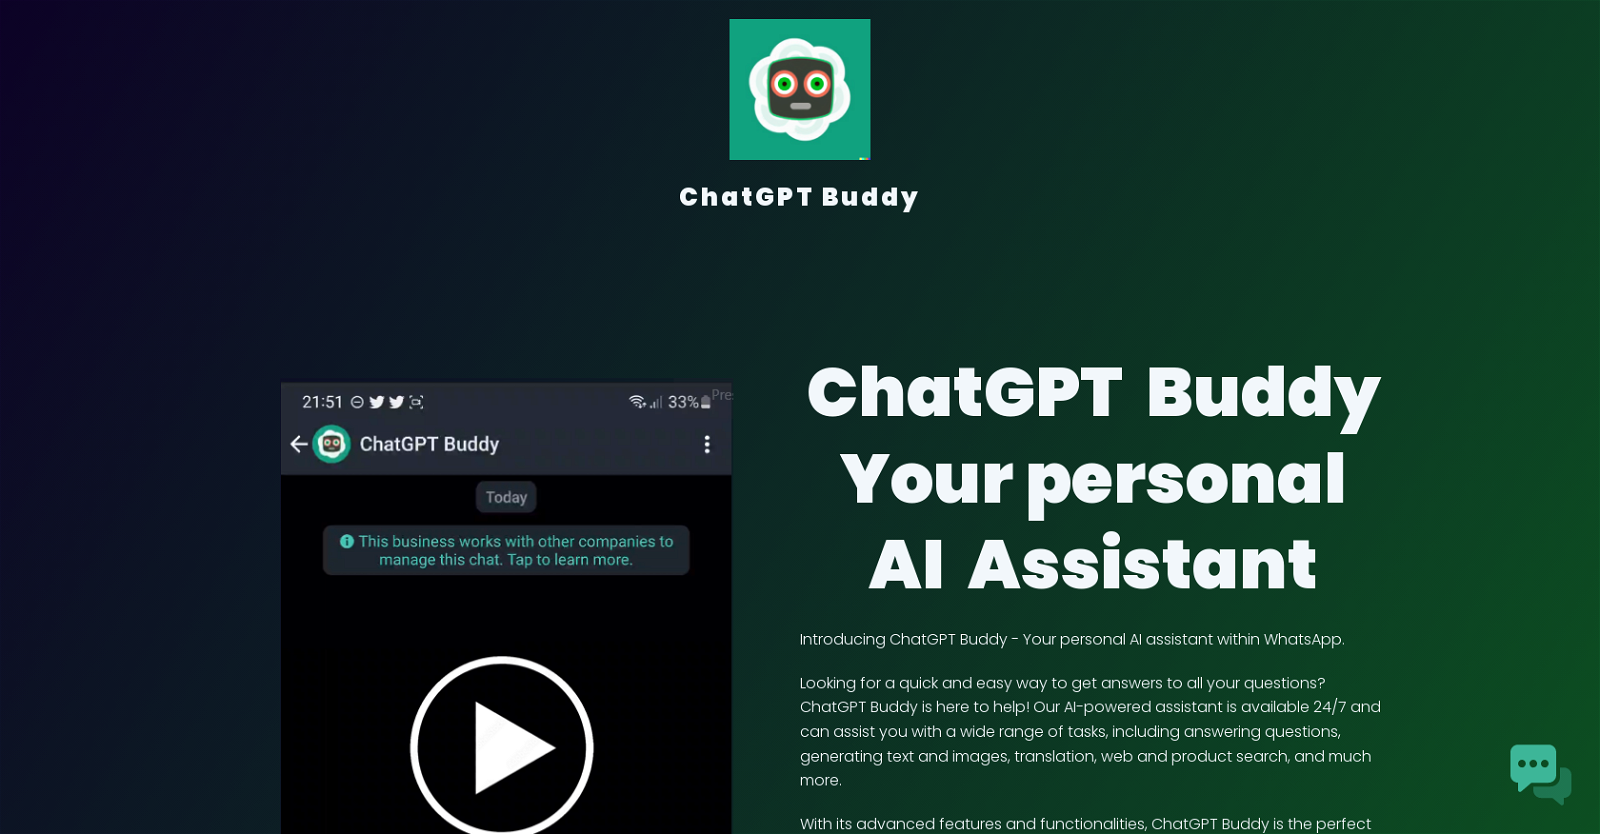 ChatGPT Buddy
21:51
33%
Pres
ChatGPT Buddy
Today
This business works with other companies to
manage this chat. Tap to learn more.
ChatGPT Buddy
Your personal
AI Assistant
Introducing ChatGPT Buddy - Your personal AI assistant within WhatsApp.
Looking for a quick and easy way to get answers to all your questions?
ChatGPT Buddy is here to help! Our AI-powered assistant is available 24/7 and
can assist you with a wide range of tasks, including answering questions,
generating text and images, translation, web and product search, and much
more.
With its advanced features and functionalities, ChatGPT Buddy is the perfect